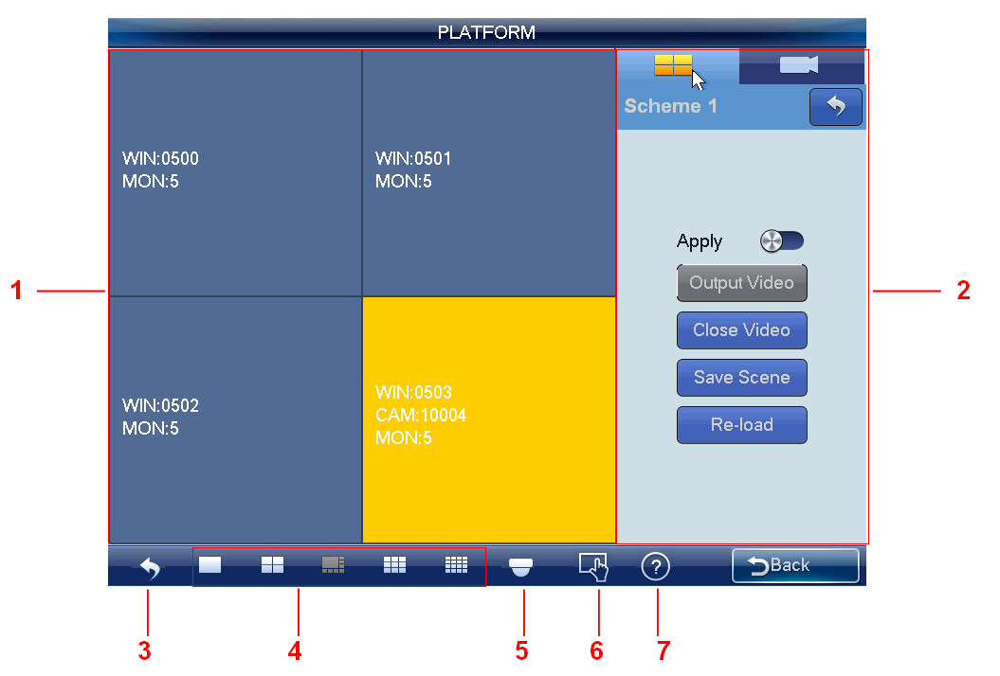 PLATFORM
WIN:0500
MON:5
WIN:0501
MON:5
WIN:0502
MON:5
WIN:0503
CAM:10004
MON:5
Scheme 1
Apply
Output Video
Close Video
Save Scene
Re-load
?
Back
1
2
3
4
5
6
7